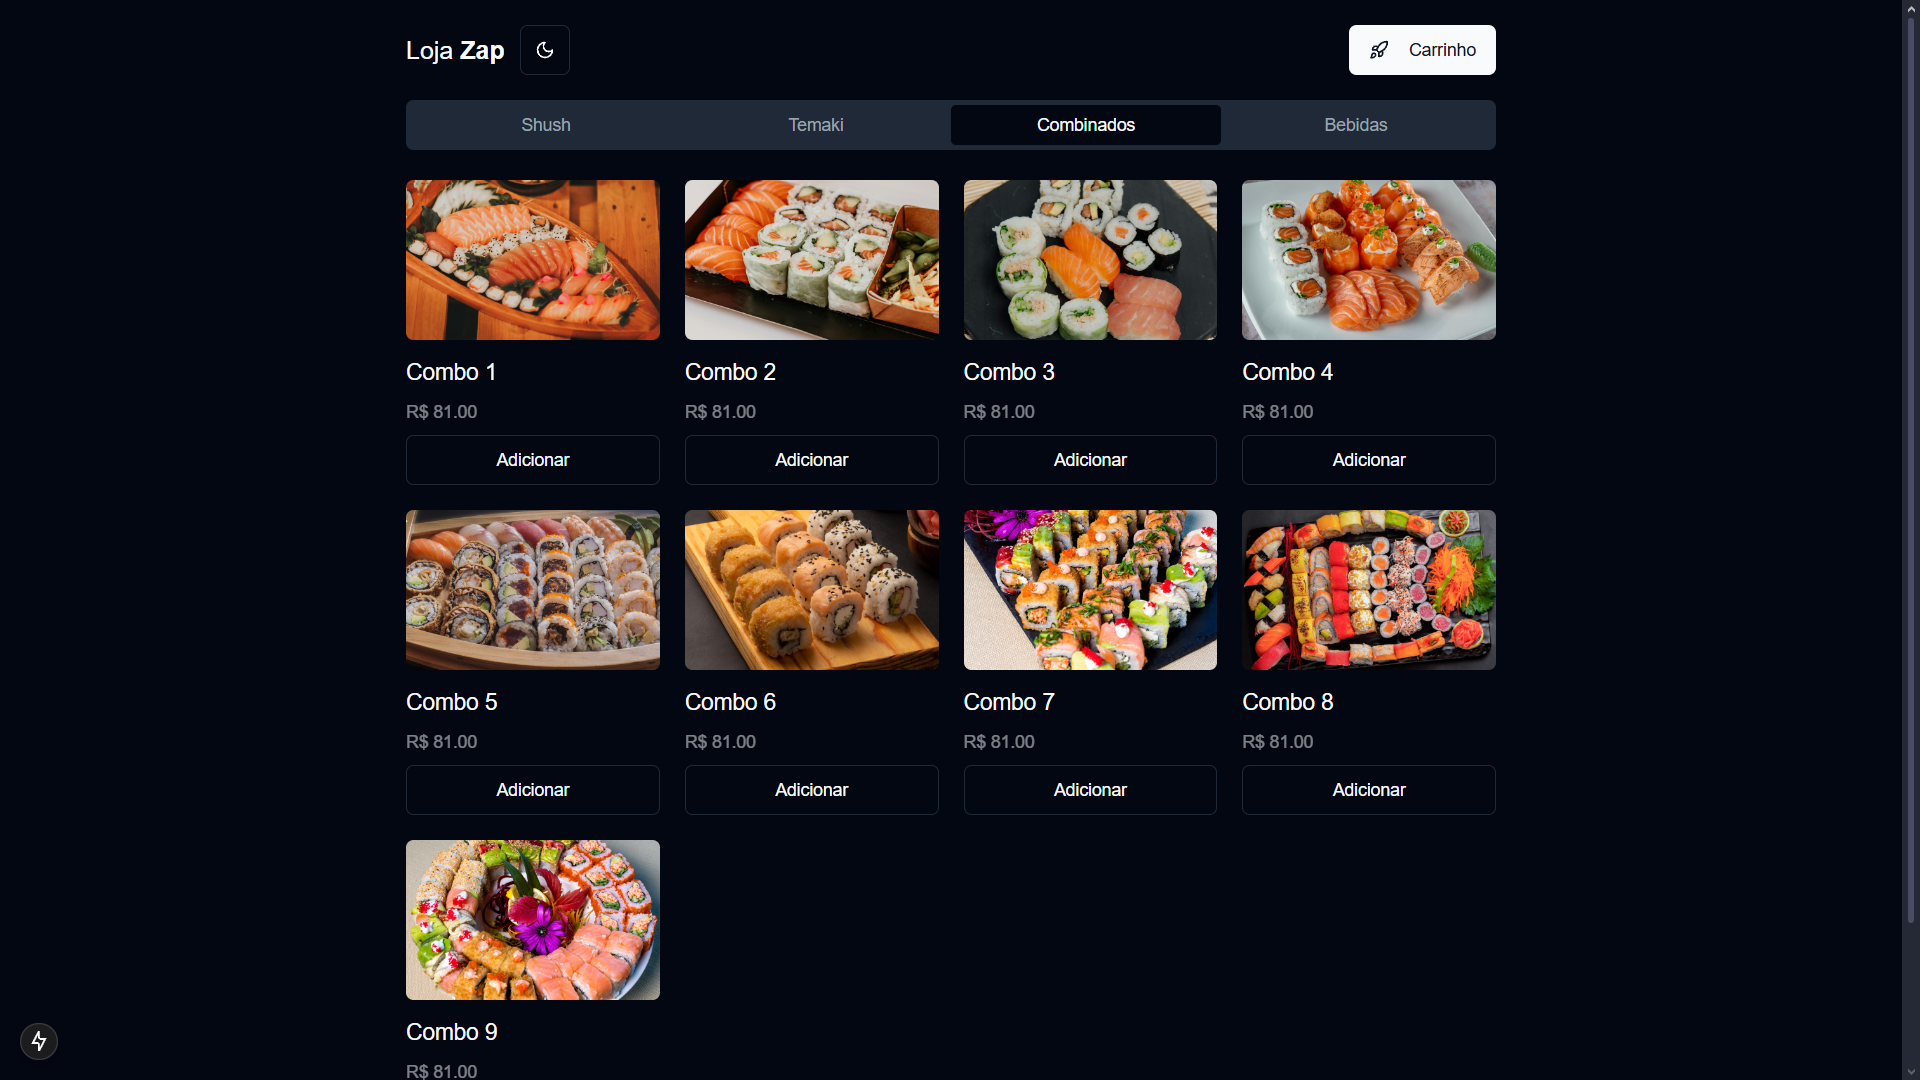 Loja Zap
Carrinho
Shush Temaki Combinados Bebidas
Combo 1 Combo 2 Combo 3 Combo 4
R$ 81.00 R$ 81.00 R$ 81.00 R$ 81.00
Adicionar Adicionar Adicionar Adicionar
Combo 5 Combo 6 Combo 7 Combo 8
R$ 81.00 R$ 81.00 R$ 81.00 R$ 81.00
Adicionar Adicionar Adicionar Adicionar
Combo 9
R$ 81.00